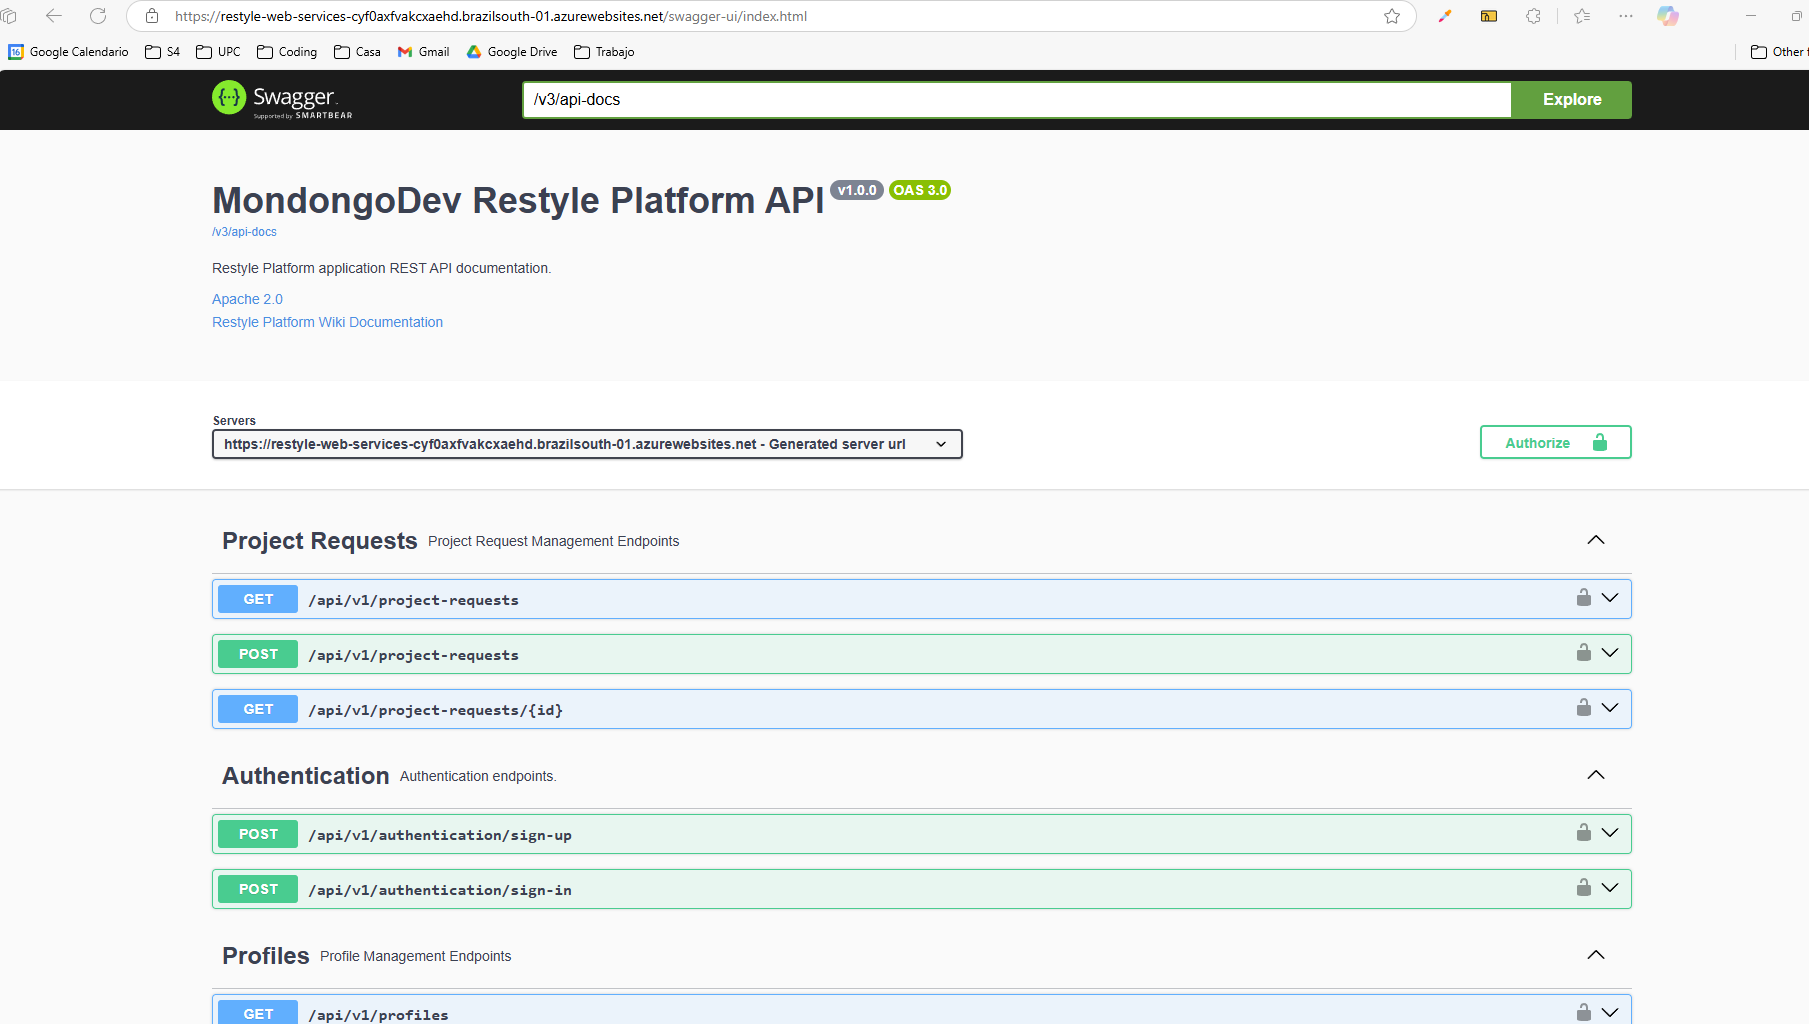 https://restyle-web-services-cyf0axfvakcxaehd.brazilsouth-01.azurewebsites.net/swagger-ui/index.html
16 Google Calendario S4 UPC Coding Casa Gmail Google Drive Trabajo Other f
{···} Swagger. /v3/api-docs Explore
Supported by SMARTBEAR
MondongoDev Restyle Platform API v1.0.0 OAS 3.0
/v3/api-docs
Restyle Platform application REST API documentation.
Apache 2.0
Restyle Platform Wiki Documentation
Servers
https://restyle-web-services-cyf0axfvakcxaehd.brazilsouth-01.azurewebsites.net - Generated server url
Authorize
Project Requests Project Request Management Endpoints
GET /api/v1/project-requests
POST /api/v1/project-requests
GET /api/v1/project-requests/{id}
Authentication Authentication endpoints.
POST /api/v1/authentication/sign-up
POST /api/v1/authentication/sign-in
Profiles Profile Management Endpoints
GET /api/v1/profiles